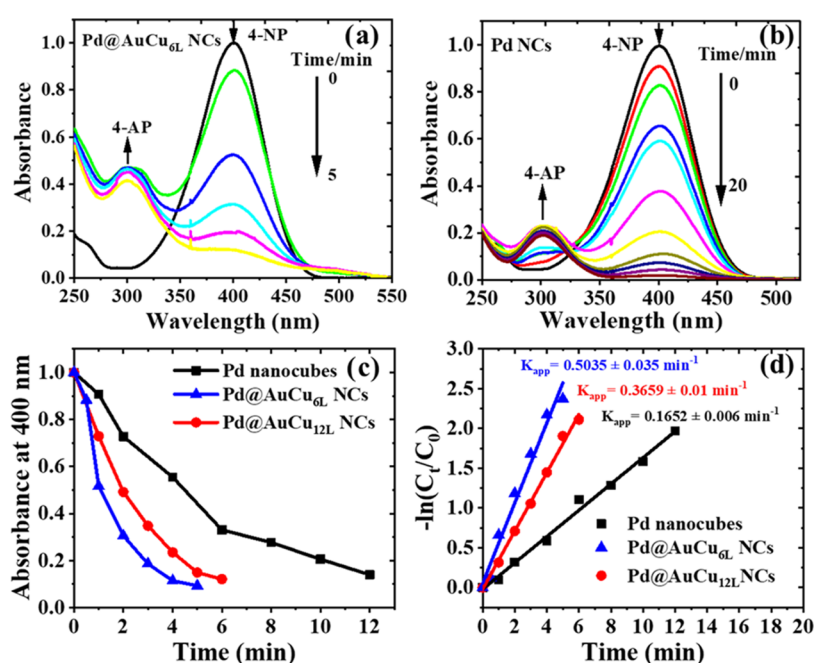 Pd@AuCu6L NCs
4-NP
(a)
Time/min
0
5
4-AP
Absorbance
1.0
0.8
0.6
0.4
0.2
0.0
250 300 350 400 450 500 550
Wavelength (nm)
Pd NCs
4-NP
(b)
Time/min
0
20
4-AP
Absorbance
1.0
0.8
0.6
0.4
0.2
0.0
250 300 350 400 450 500
Wavelength (nm)
(c)
Pd nanocubes
Pd@AuCu6L NCs
Pd@AuCu12L NCs
Absorbance at 400 nm
1.0
0.8
0.6
0.4
0.2
0.0
0 2 4 6 8 10 12
Time (min)
(d)
Kapp= 0.5035 ± 0.035 min-1
Kapp= 0.3659 ± 0.01 min-1
Kapp= 0.1652 ± 0.006 min-1
Pd nanocubes
Pd@AuCu6L NCs
Pd@AuCu12LNCs
-ln(Ct/C0)
3.0
2.5
2.0
1.5
1.0
0.5
0.0
0 2 4 6 8 10 12 14 16 18 20
Time (min)